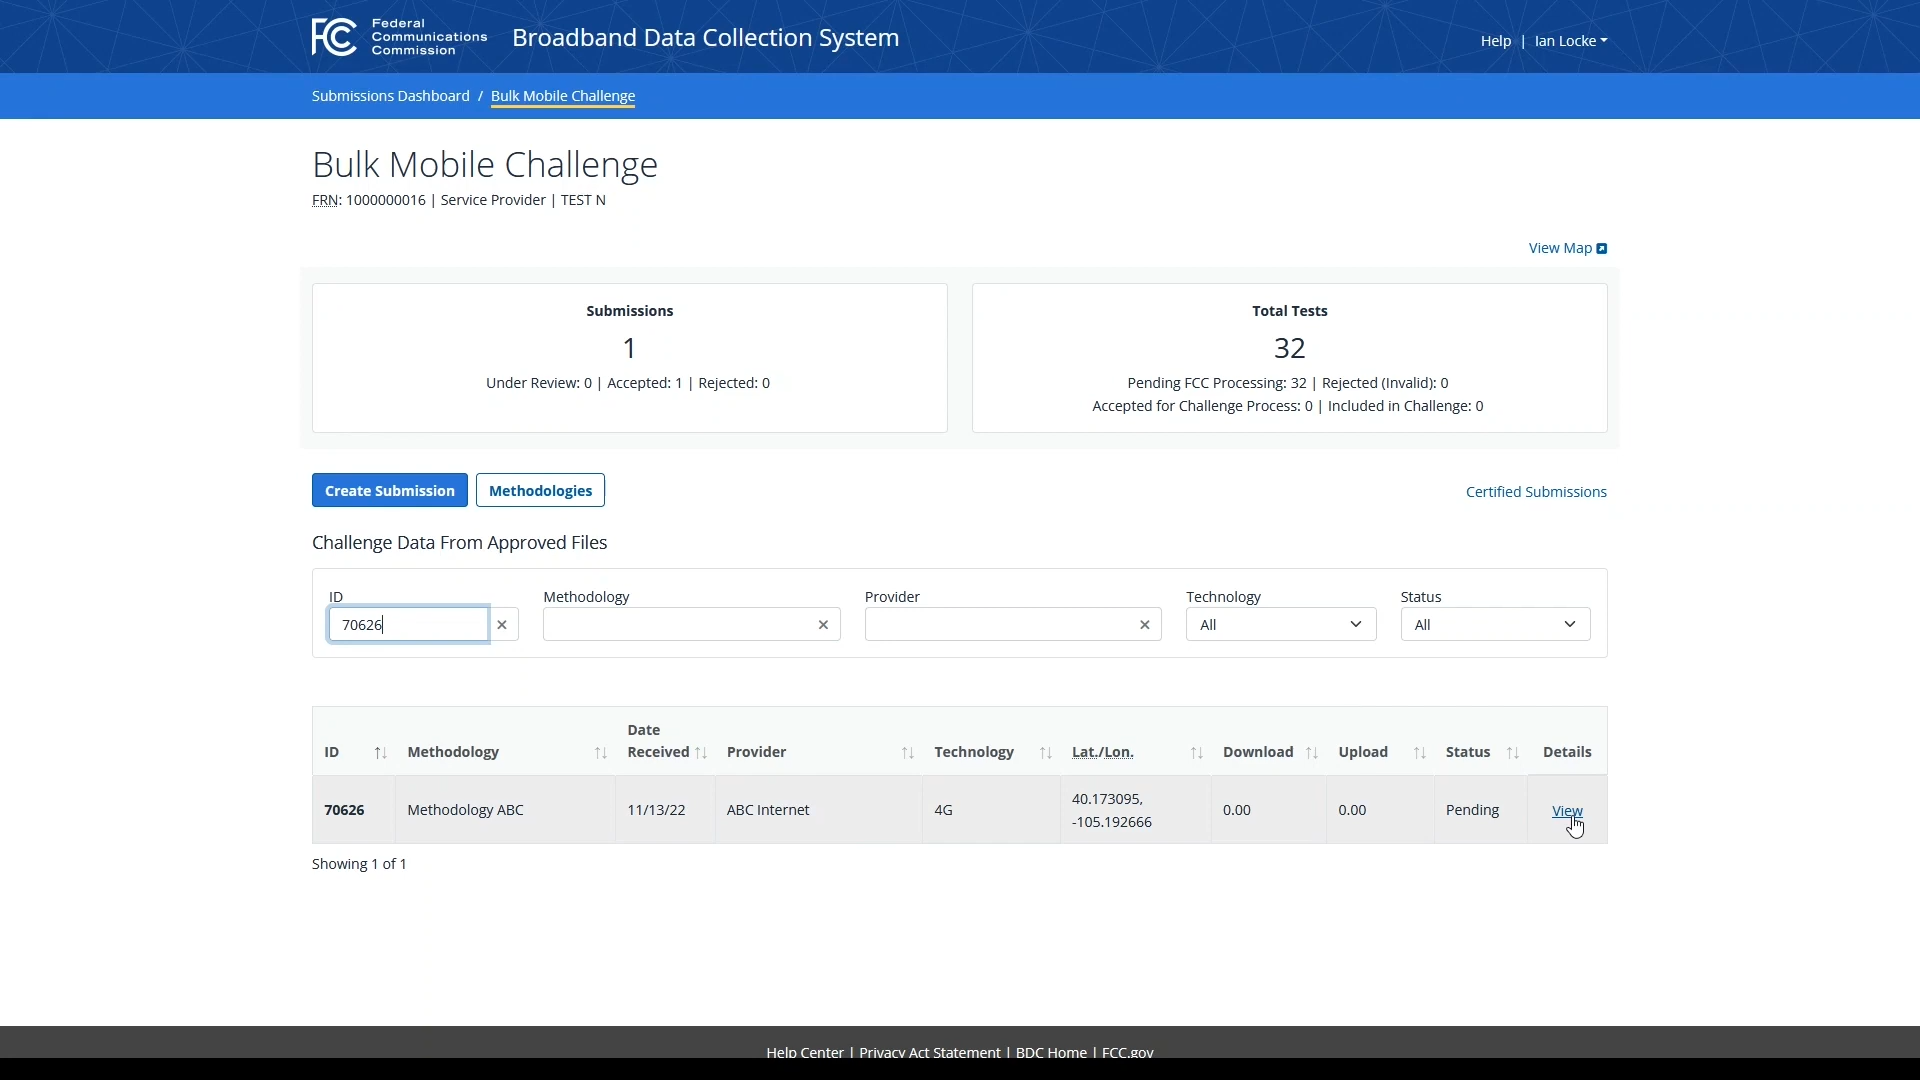 Federal
Communications
Commission
FCC
Broadband Data Collection System
Help | Ian Locke
Submissions Dashboard / Bulk Mobile Challenge
Bulk Mobile Challenge
FRN: 1000000016 | Service Provider | TEST N
View Map
Submissions
1
Under Review: 0 | Accepted: 1 | Rejected: 0
Total Tests
32
Pending FCC Processing: 32 | Rejected (Invalid): 0
Accepted for Challenge Process: 0 | Included in Challenge: 0
Create Submission
Methodologies
Certified Submissions
Challenge Data From Approved Files
ID Methodology Provider Technology Status
70626 All All
Date
ID Methodology Received Provider Technology Lat./Lon. Download Upload Status Details
70626 Methodology ABC 11/13/22 ABC Internet 4G 40.173095, 0.00 0.00 Pending View
-105.192666
Showing 1 of 1
Help Center | Privacy Act Statement | BDC Home | FCC.gov